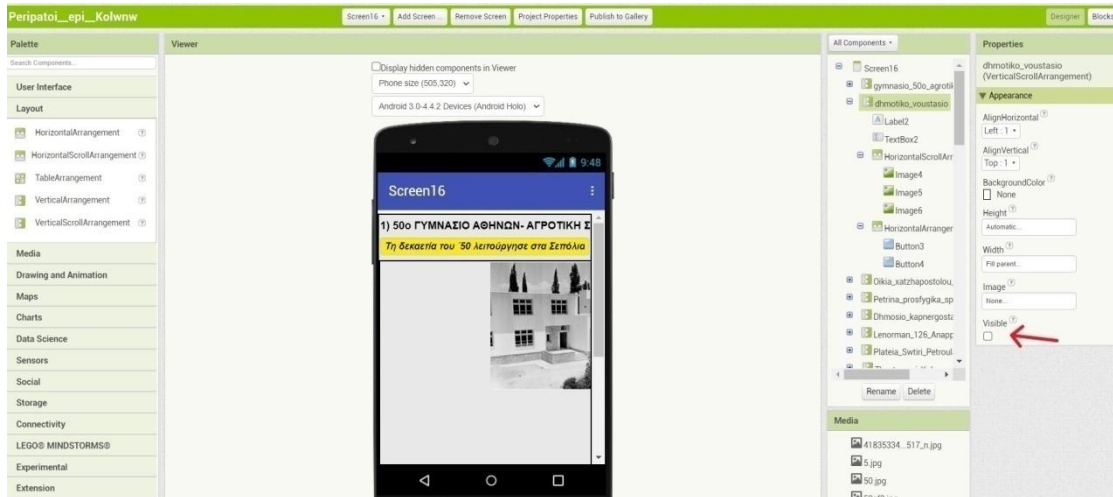 Peripatoi__epi__Kolwnw
Screen16
Add Screen ...
Remove Screen
Project Properties
Publish to Gallery
Designer
Blocks
Palette
Search Components...
User Interface
Layout
HorizontalArrangement
HorizontalScrollArrangement
TableArrangement
VerticalArrangement
VerticalScrollArrangement
Media
Drawing and Animation
Maps
Charts
Data Science
Sensors
Social
Storage
Connectivity
LEGO® MINDSTORMS®
Experimental
Extension
Viewer
Display hidden components in Viewer
Phone size (505,320)
Android 3.0-4.4.2 Devices (Android Holo)
9:48
Screen16
1) 50ο ΓΥΜΝΑΣΙΟ ΑΘΗΝΩΝ- ΑΓΡΟΤΙΚΗ Σ
Τη δεκαετία του ΄50 λειτούργησε στα Σεπόλια
All Components
Screen16
gymnasio_50o_agrotik
dhmotiko_voustasio
Label2
TextBox2
HorizontalScrollArr
Image4
Image5
Image6
HorizontalArranger
Button3
Button4
Oikia_xatzhapostolou_
Petrina_prosfygika_sp
Dhmosio_kapnergosta
Lenorman_126_Anapp
Plateia_Swtiri_Petroul
Rename
Delete
Media
41835334...517_n.jpg
5.jpg
50.jpg
Properties
dhmotiko_voustasio
(VerticalScrollArrangement)
Appearance
AlignHorizontal
Left : 1
AlignVertical
Top : 1
BackgroundColor
None
Height
Automatic...
Width
Fill parent...
Image
None...
Visible